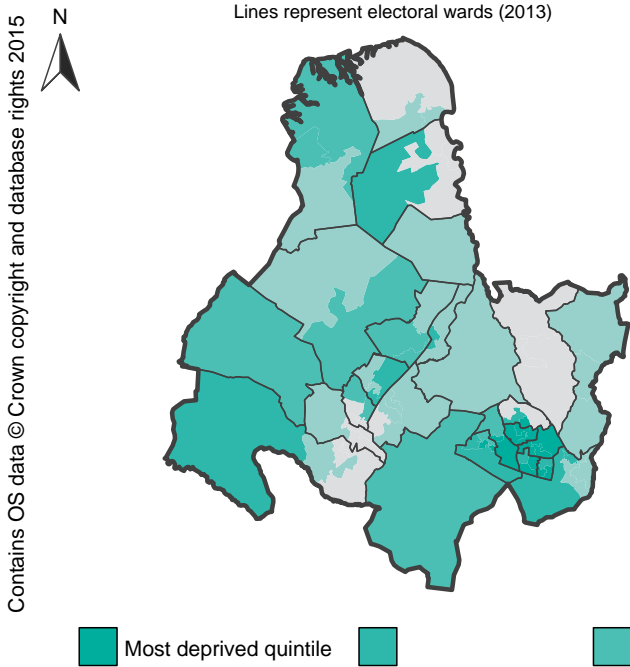 Lines represent electoral wards (2013)
N
Contains OS data © Crown copyright and database rights 2015
Most deprived quintile